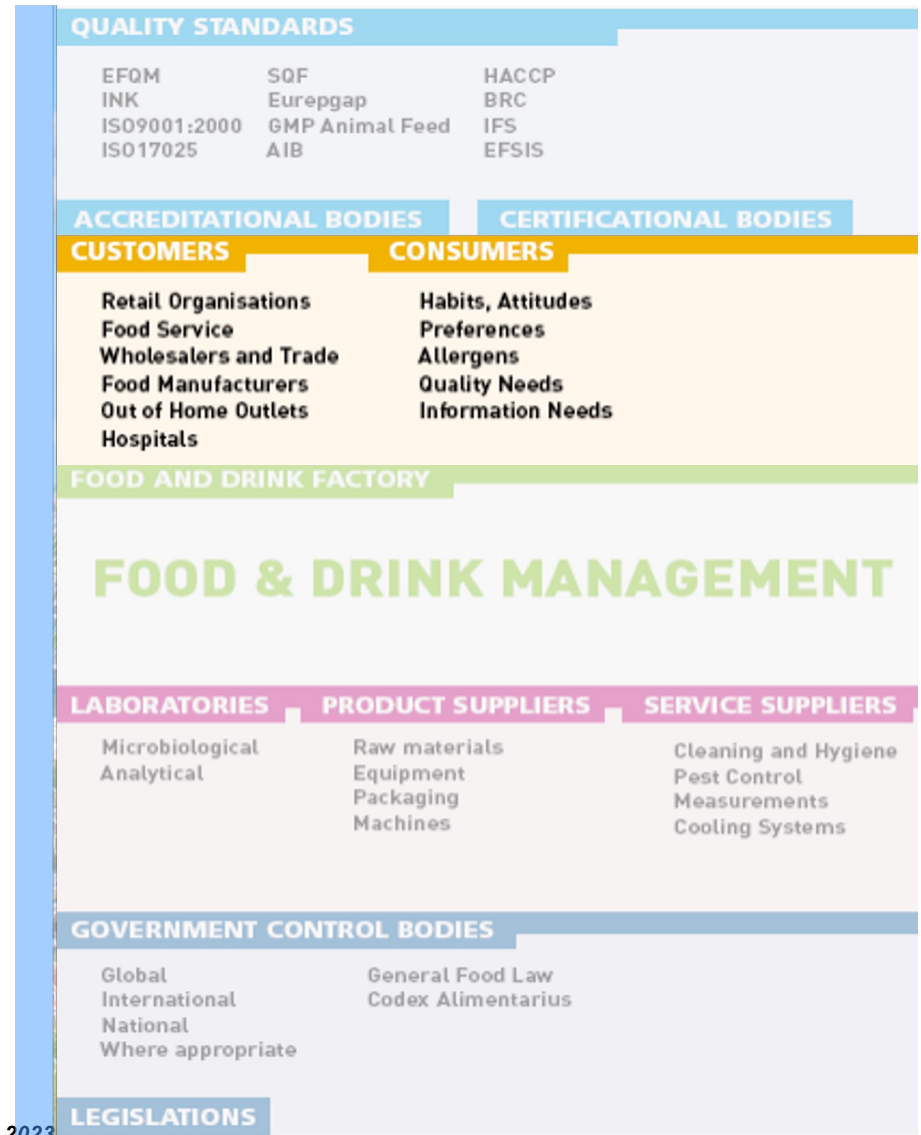 QUALITY STANDARDS
EFQM SQF HACCP
INK Eurepgap BRC
ISO9001:2000 GMP Animal Feed IFS
ISO17025 AIB EFSIS
ACCREDITATIONAL BODIES CERTIFICATIONAL BODIES
CUSTOMERS CONSUMERS
Retail Organisations Habits, Attitudes
Food Service Preferences
Wholesalers and Trade Allergens
Food Manufacturers Quality Needs
Out of Home Outlets Information Needs
Hospitals
FOOD AND DRINK FACTORY
FOOD & DRINK MANAGEMENT
LABORATORIES PRODUCT SUPPLIERS SERVICE SUPPLIERS
Microbiological Raw materials Cleaning and Hygiene
Analytical Equipment Pest Control
Packaging Measurements
Machines Cooling Systems
GOVERNMENT CONTROL BODIES
Global General Food Law
International Codex Alimentarius
National
Where appropriate
LEGISLATIONS
2023